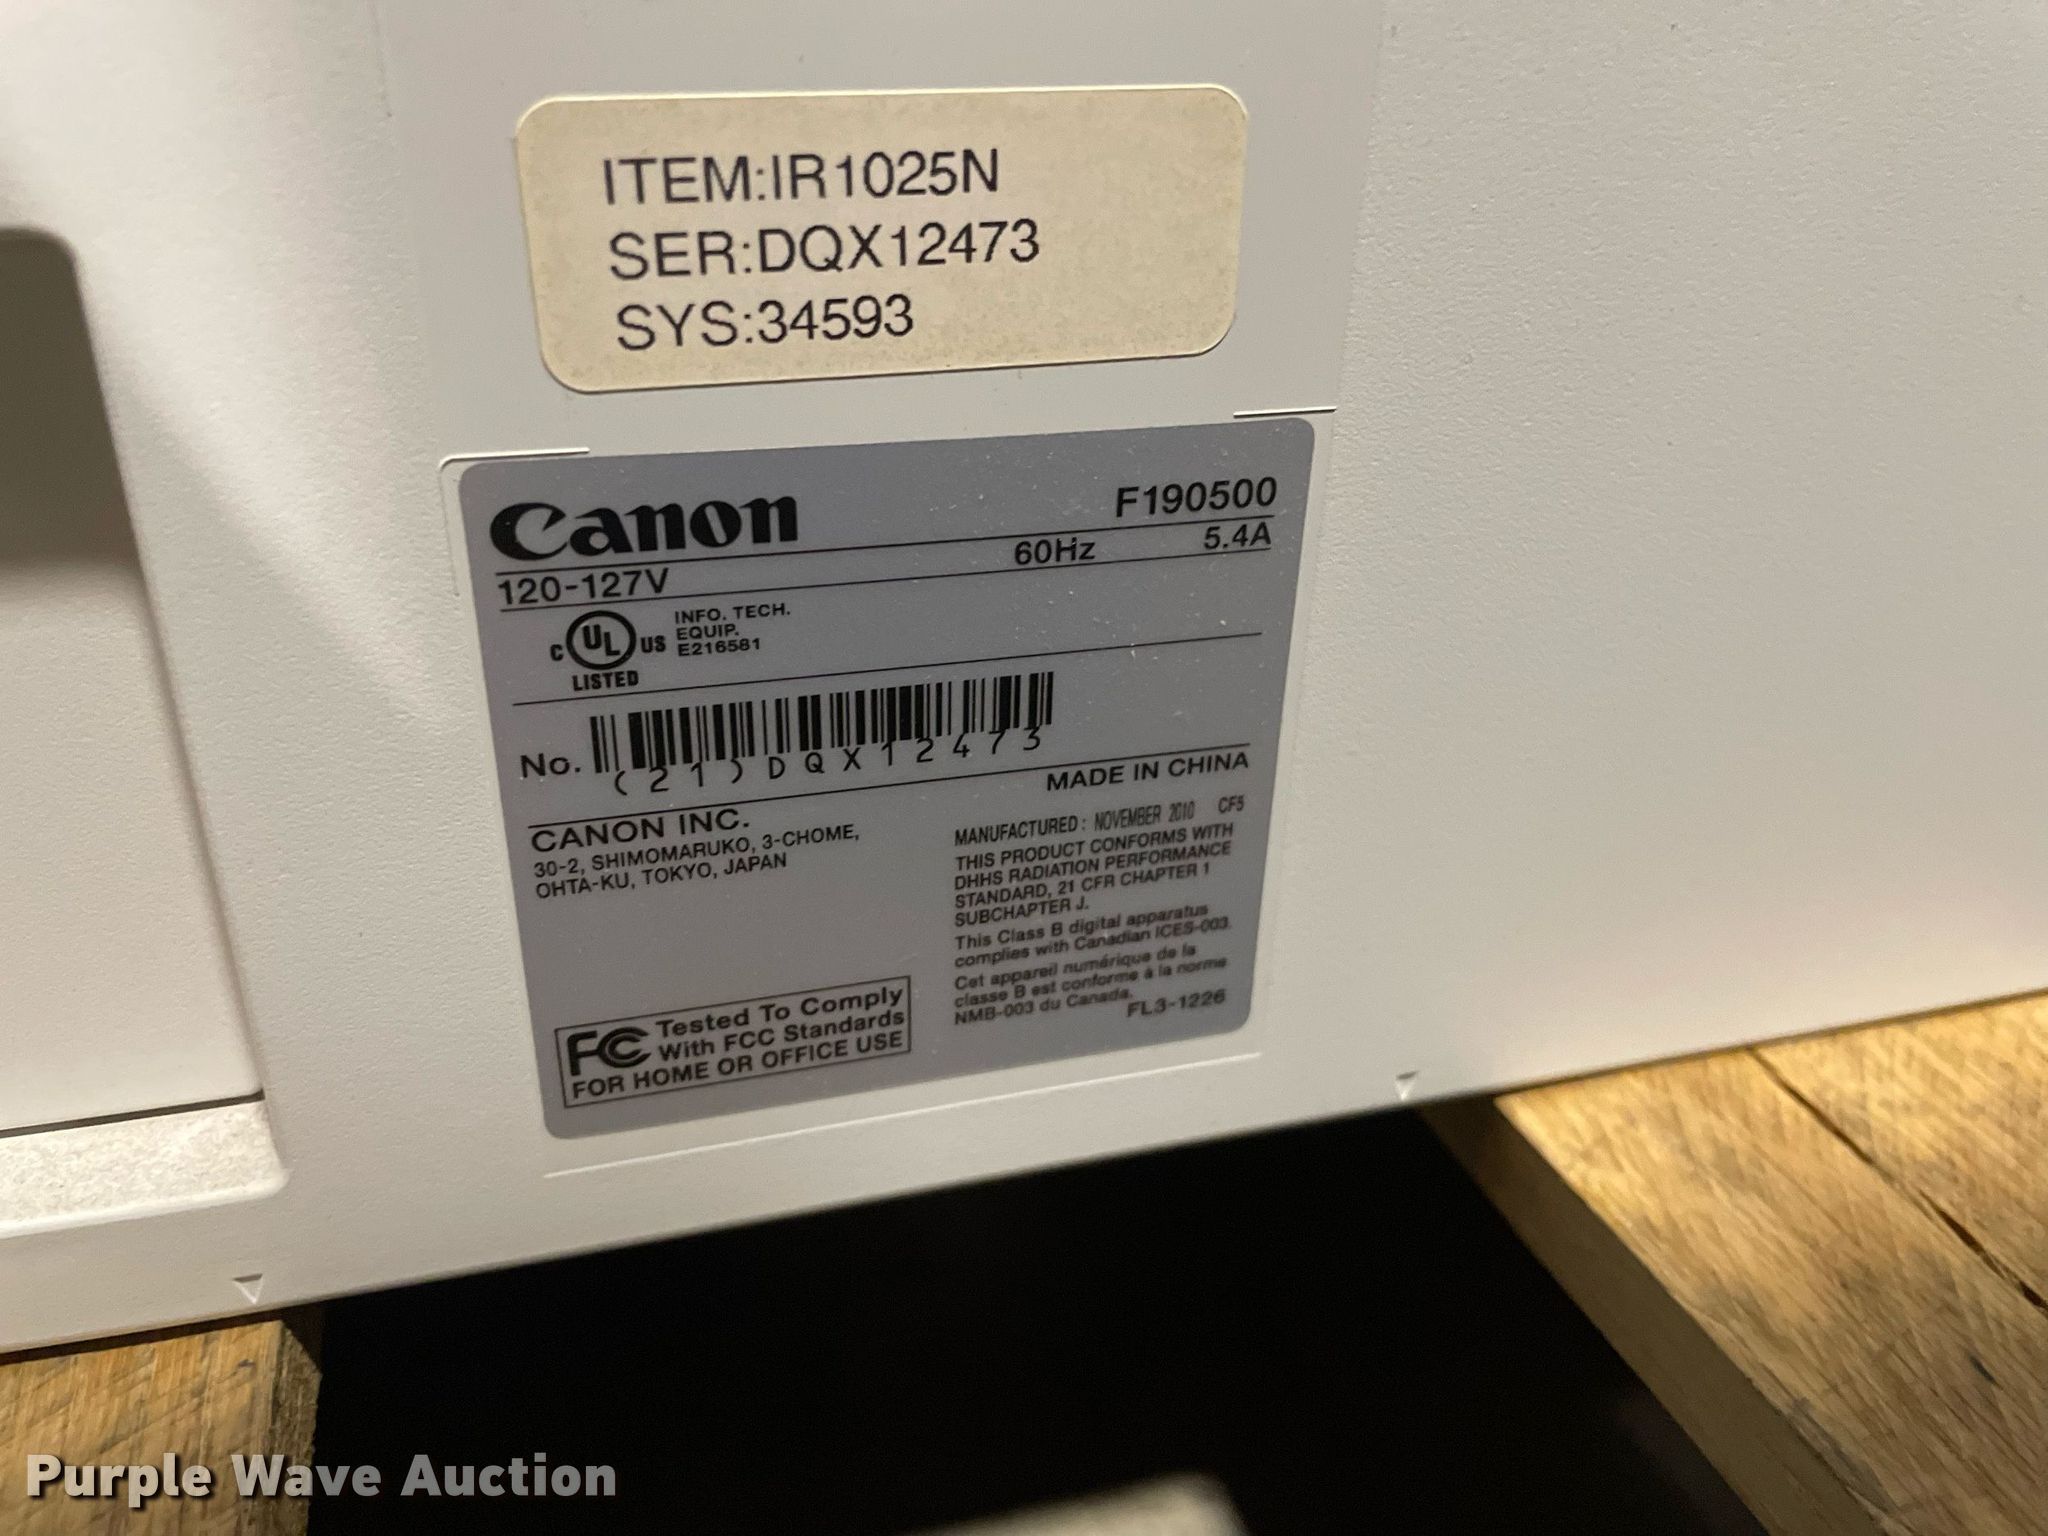 ITEM:IR1025N
SER:DQX12473
SYS:34593
Canon F190500
120-127V 60Hz 5.4A
C UL US LISTED
INFO. TECH.
EQUIP.
E216581
No. (21)DQX12473
MADE IN CHINA
CANON INC.
30-2, SHIMOMARUKO, 3-CHOME,
OHTA-KU, TOKYO, JAPAN
MANUFACTURED: NOVEMBER 2010 CF5
THIS PRODUCT CONFORMS WITH
DHHS RADIATION PERFORMANCE
STANDARD, 21 CFR CHAPTER 1
SUBCHAPTER J.
This Class B digital apparatus
complies with Canadian ICES-003.
Cet appareil numérique de la
classe B est conforme à la norme
NMB-003 du Canada.
FL3-1226
FC Tested To Comply
With FCC Standards
FOR HOME OR OFFICE USE
Purple Wave Auction